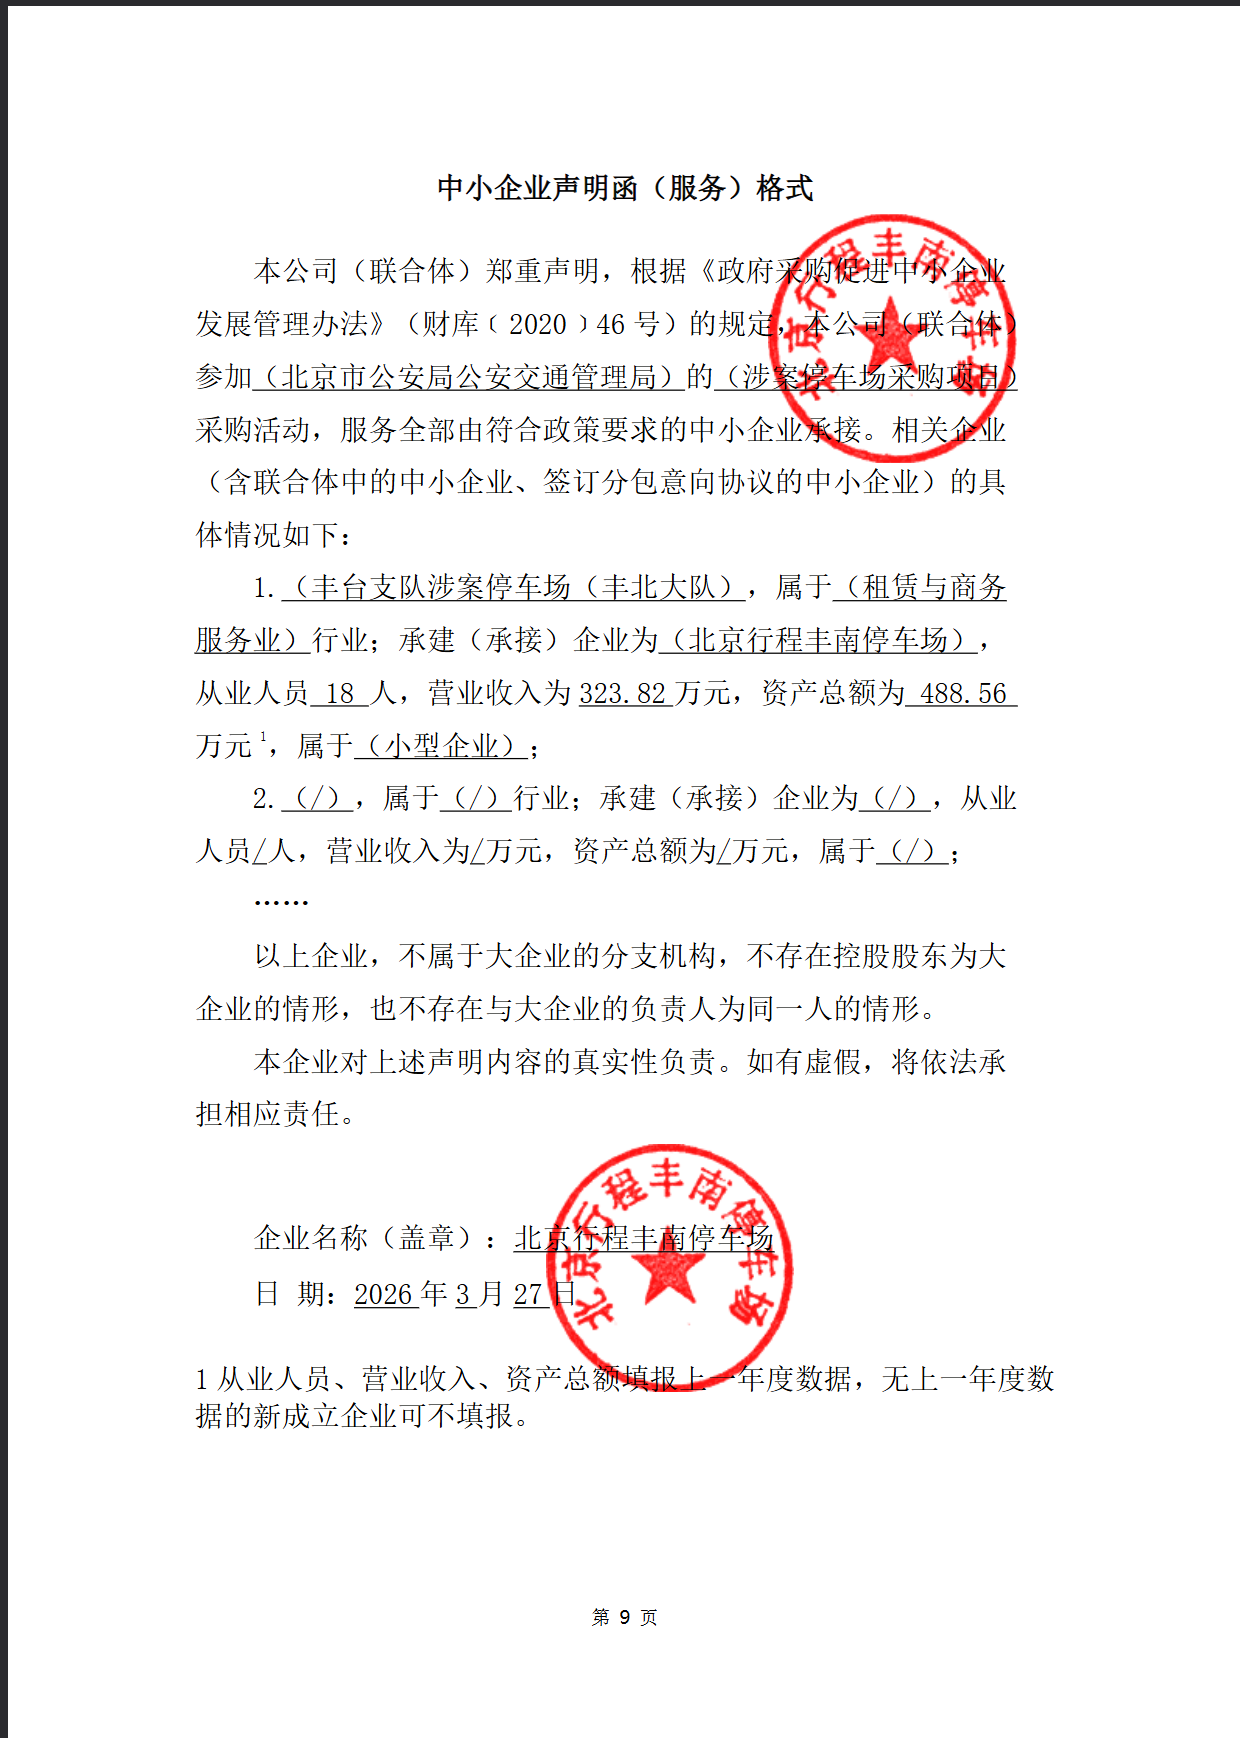 中小企业声明函（服务）格式
北京行程丰南停车场
本公司（联合体）郑重声明，根据《政府采购促进中小企业
发展管理办法》（财库﹝2020﹞46 号）的规定，本公司（联合体）
参加（北京市公安局公安交通管理局）的（涉案停车场采购项目）
采购活动，服务全部由符合政策要求的中小企业承接。相关企业
（含联合体中的中小企业、签订分包意向协议的中小企业）的具
体情况如下：
1.（丰台支队涉案停车场（丰北大队），属于（租赁与商务
服务业）行业；承建（承接）企业为（北京行程丰南停车场），
从业人员 18 人，营业收入为 323.82 万元，资产总额为 488.56
万元 1，属于（小型企业）；
2.（/），属于（/）行业；承建（承接）企业为（/），从业
人员/人，营业收入为/万元，资产总额为/万元，属于（/）；
……
以上企业，不属于大企业的分支机构，不存在控股股东为大
企业的情形，也不存在与大企业的负责人为同一人的情形。
本企业对上述声明内容的真实性负责。如有虚假，将依法承
担相应责任。
企业名称（盖章）：北京行程丰南停车场
北京行程丰南停车场
日 期：2026 年 3 月 27 日
1 从业人员、营业收入、资产总额填报上一年度数据，无上一年度数
据的新成立企业可不填报。
第 9 页